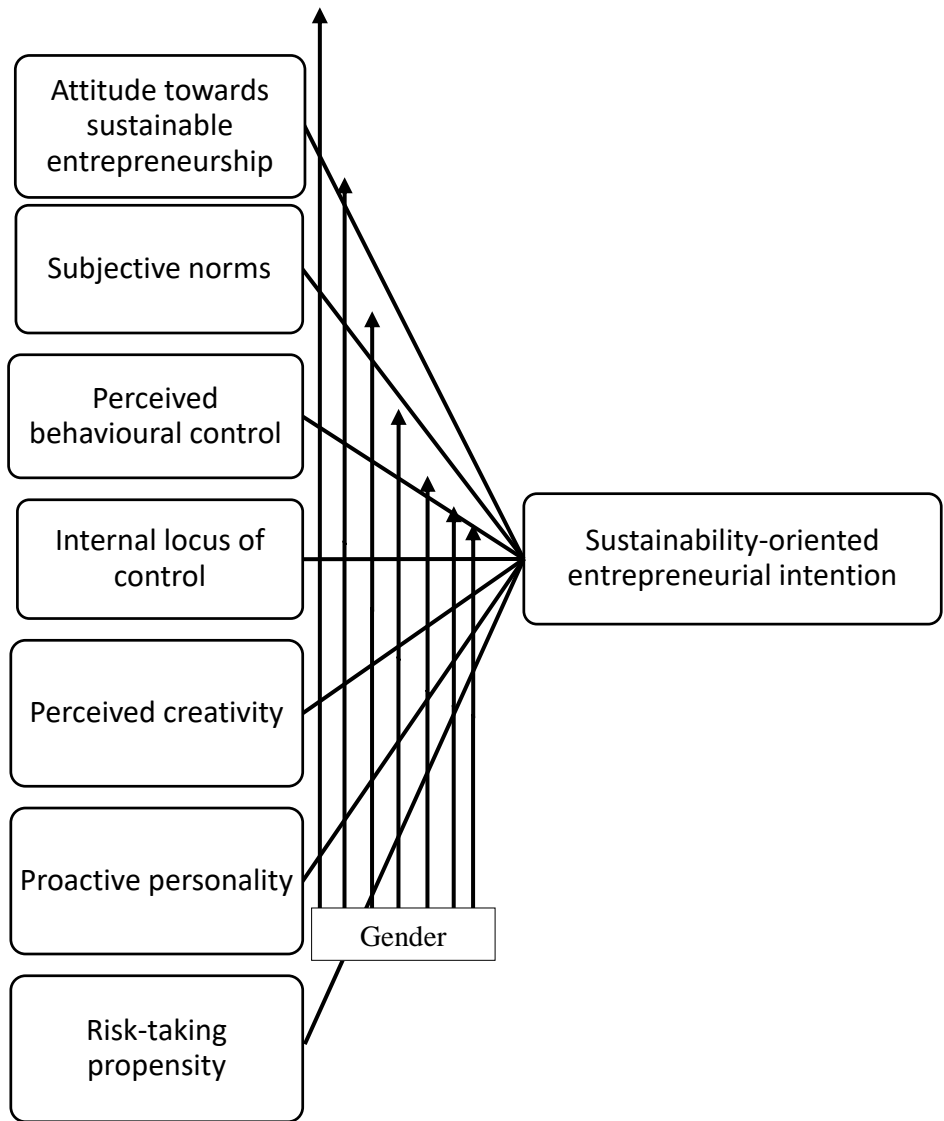 Attitude towards
sustainable
entrepreneurship
Subjective norms
Perceived
behavioural control
Internal locus of
control
Sustainability-oriented
entrepreneurial intention
Perceived creativity
Proactive personality
Gender
Risk-taking
propensity